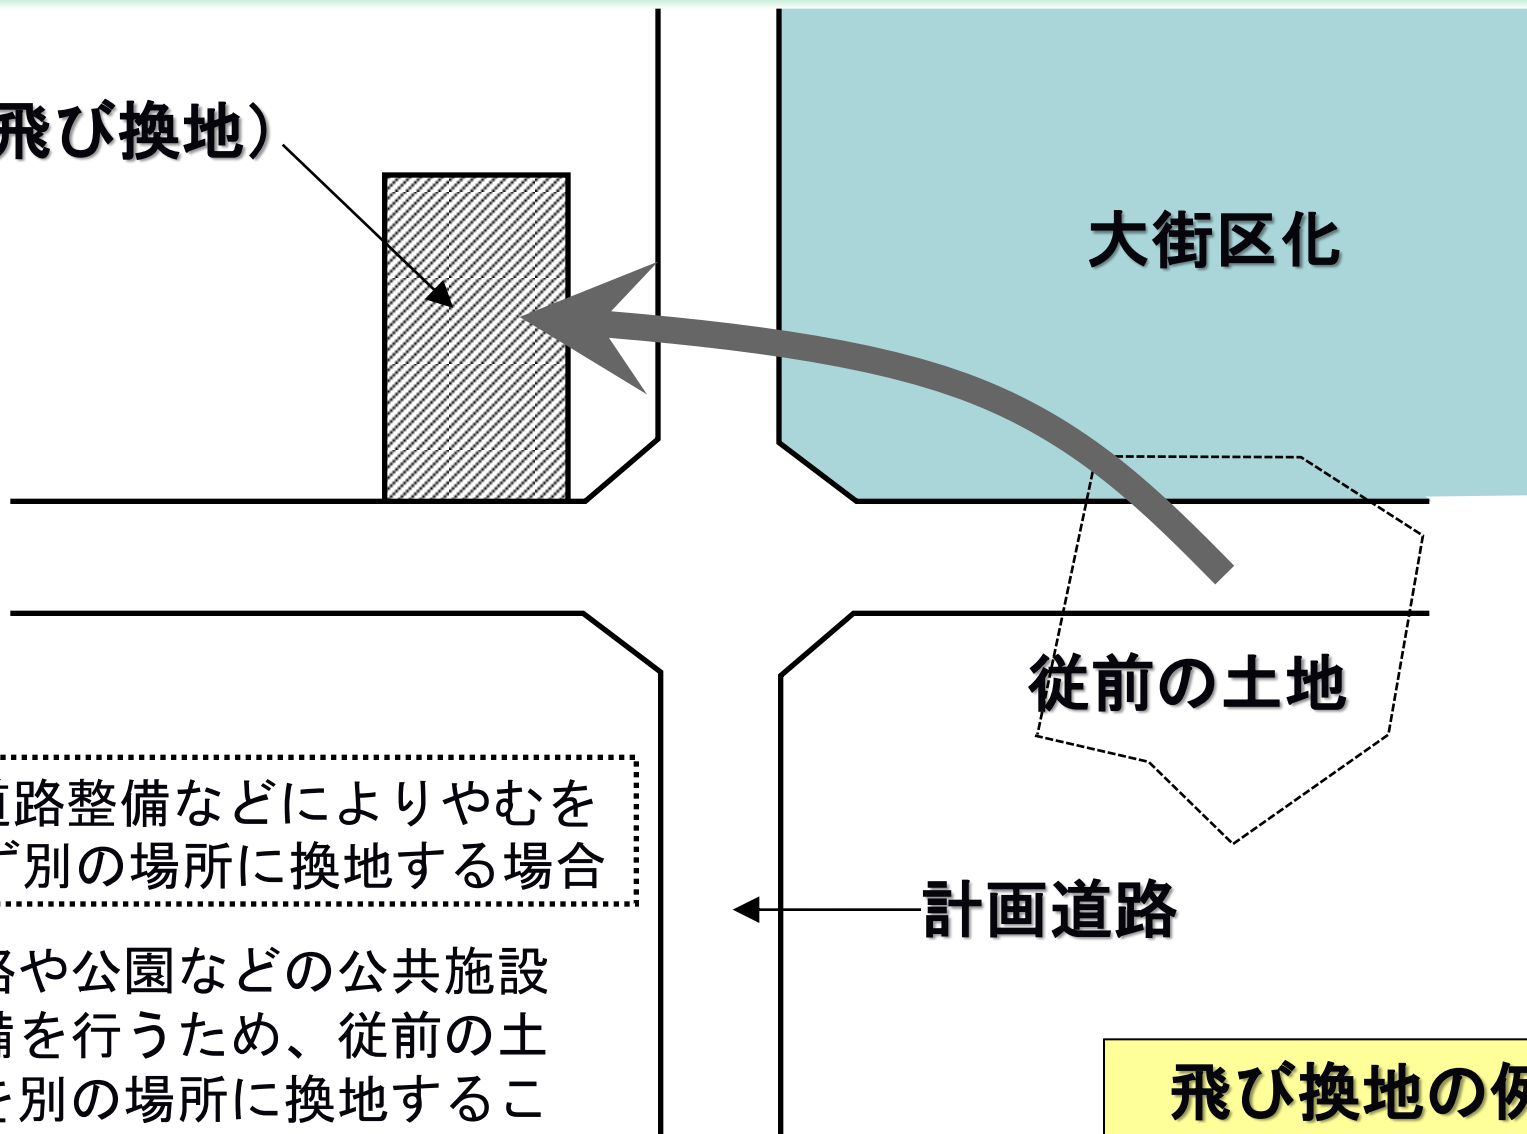 飛び換地）
大街区化
従前の土地
道路整備などによりやむを
ず別の場所に換地する場合
計画道路
路や公園などの公共施設
備を行うため、従前の土
を別の場所に換地するこ
飛び換地の例